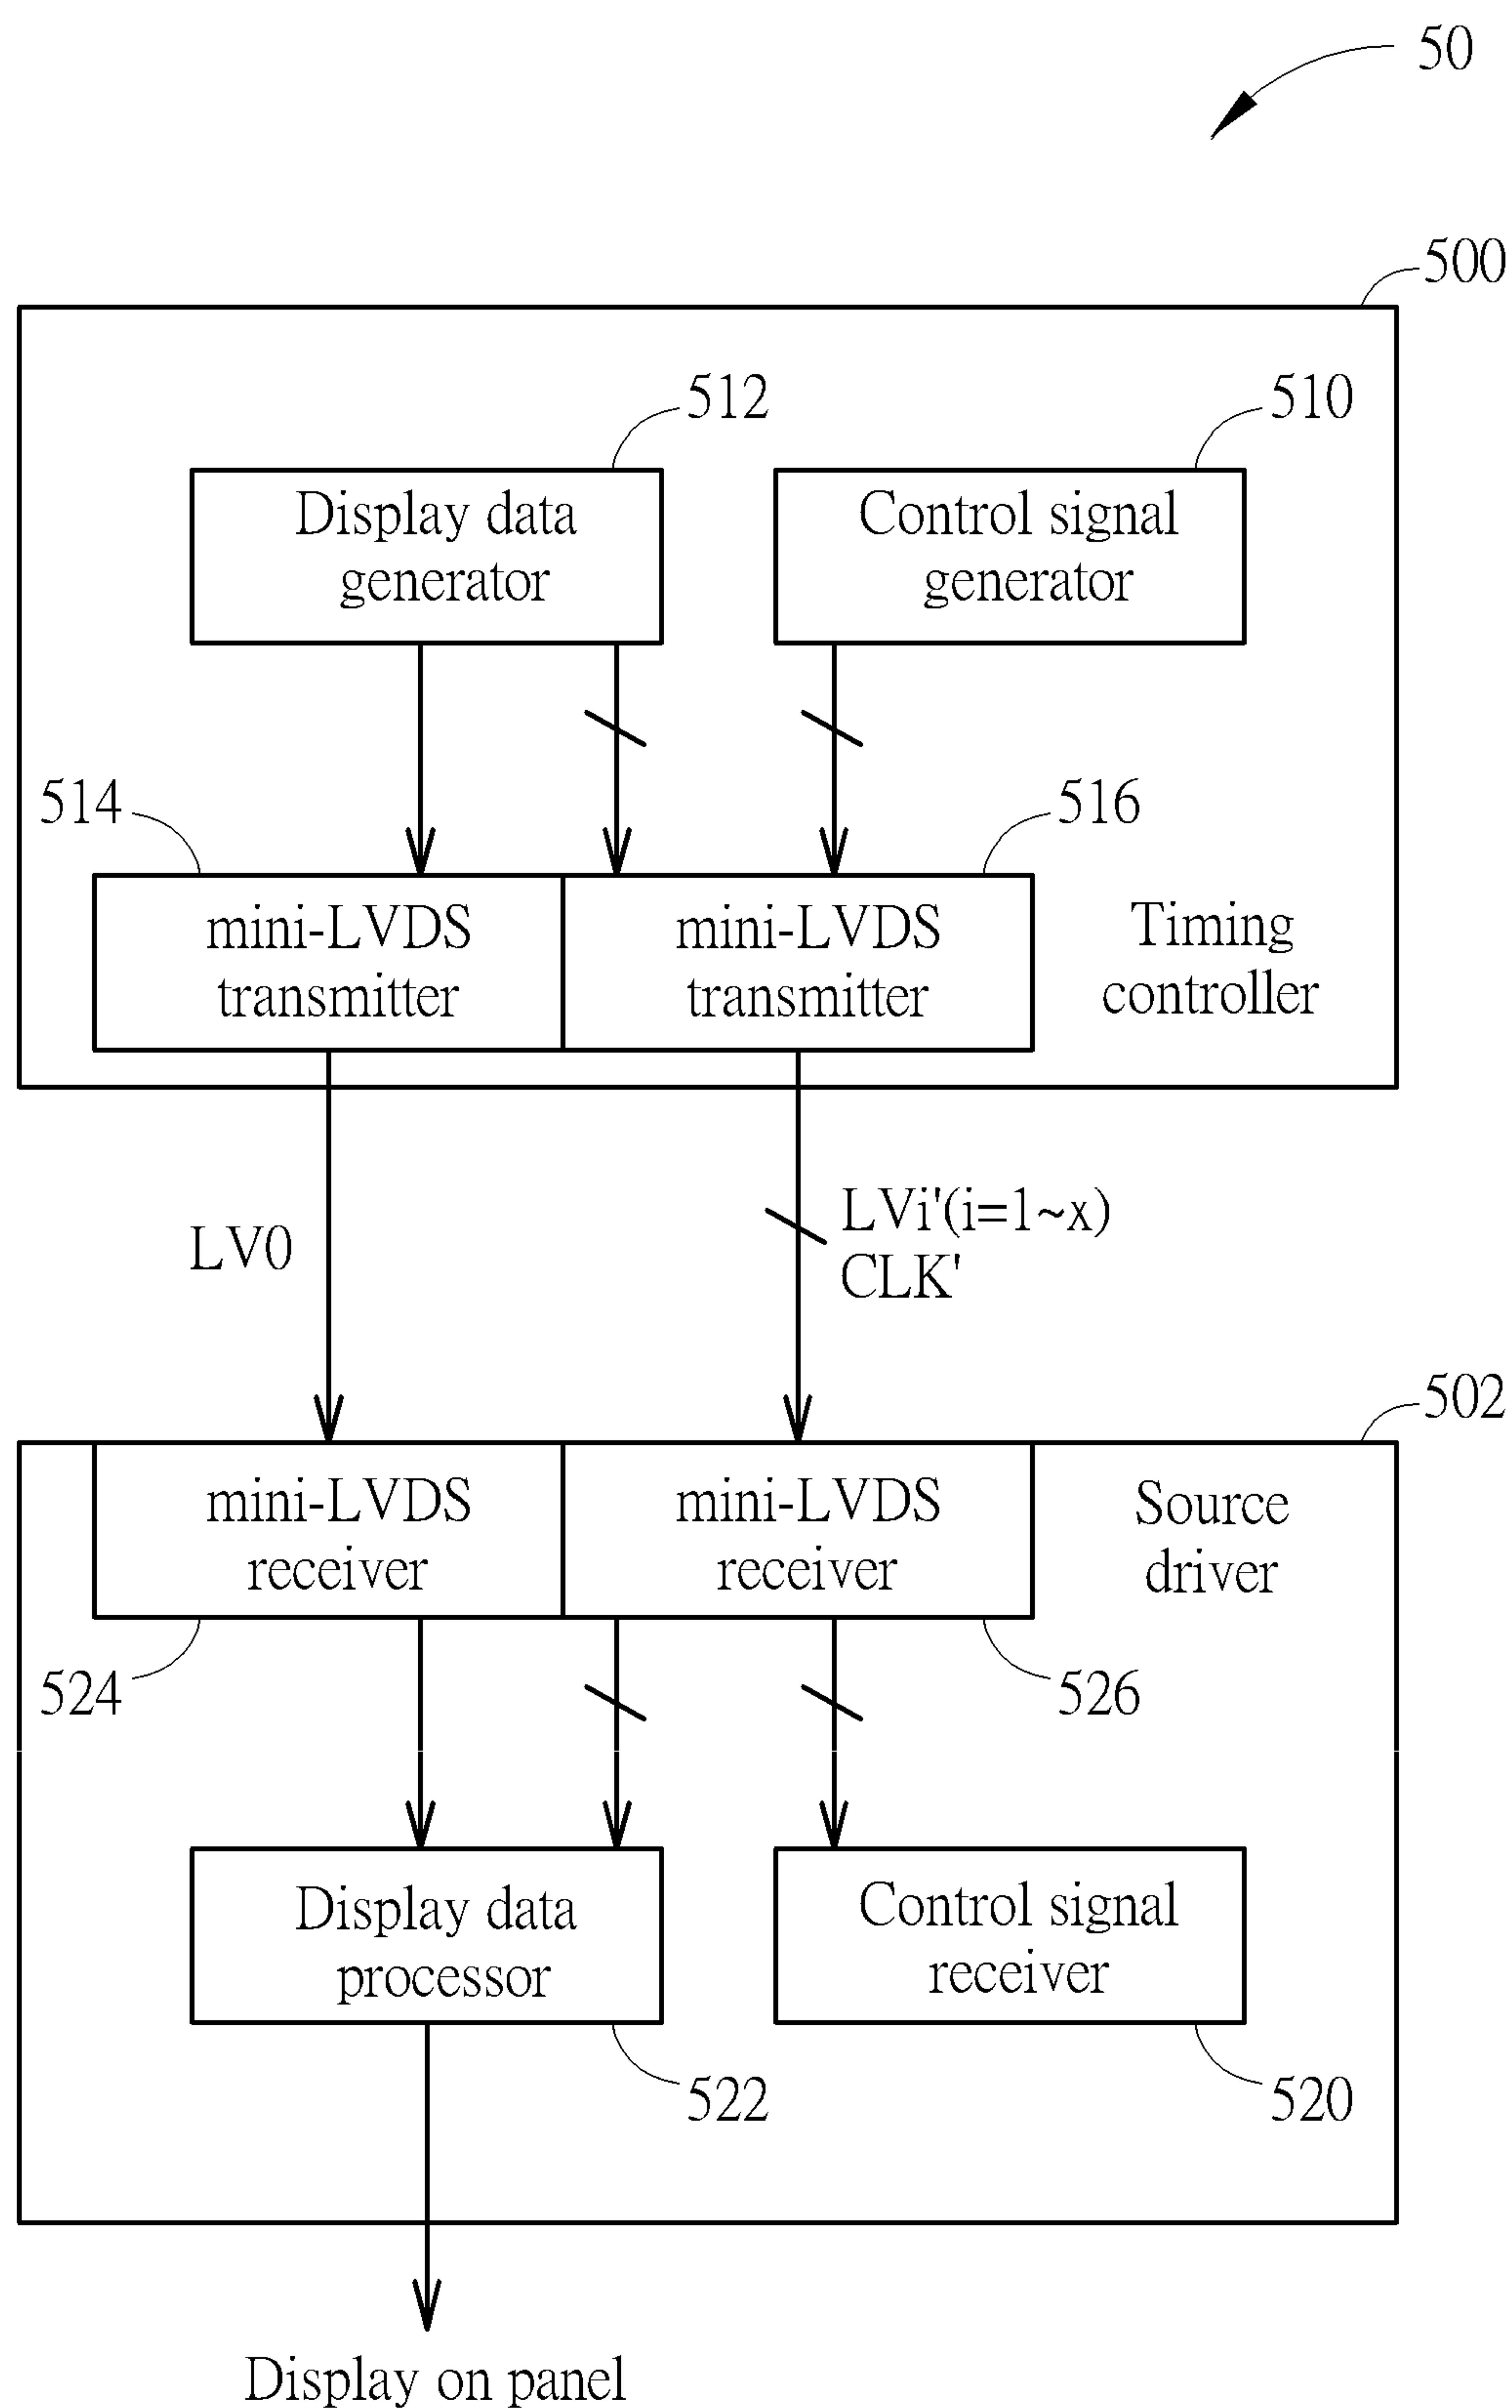 50
500
512
510
Display data
generator
Control signal
generator
514
516
mini-LVDS
transmitter
mini-LVDS
transmitter
Timing
controller
LV0
LVi'(i=1~x)
CLK'
502
mini-LVDS
receiver
mini-LVDS
receiver
Source
driver
524
526
Display data
processor
Control signal
receiver
522
520
Display on panel